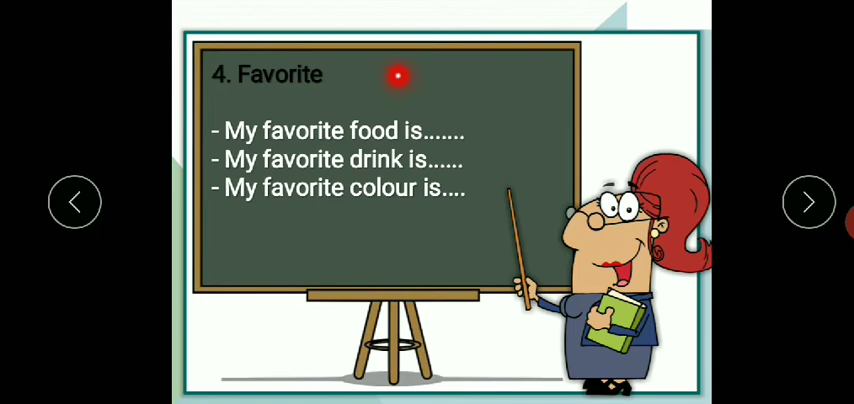 4. Favorite
- My favorite food is.......
- My favorite drink is......
- My favorite colour is....